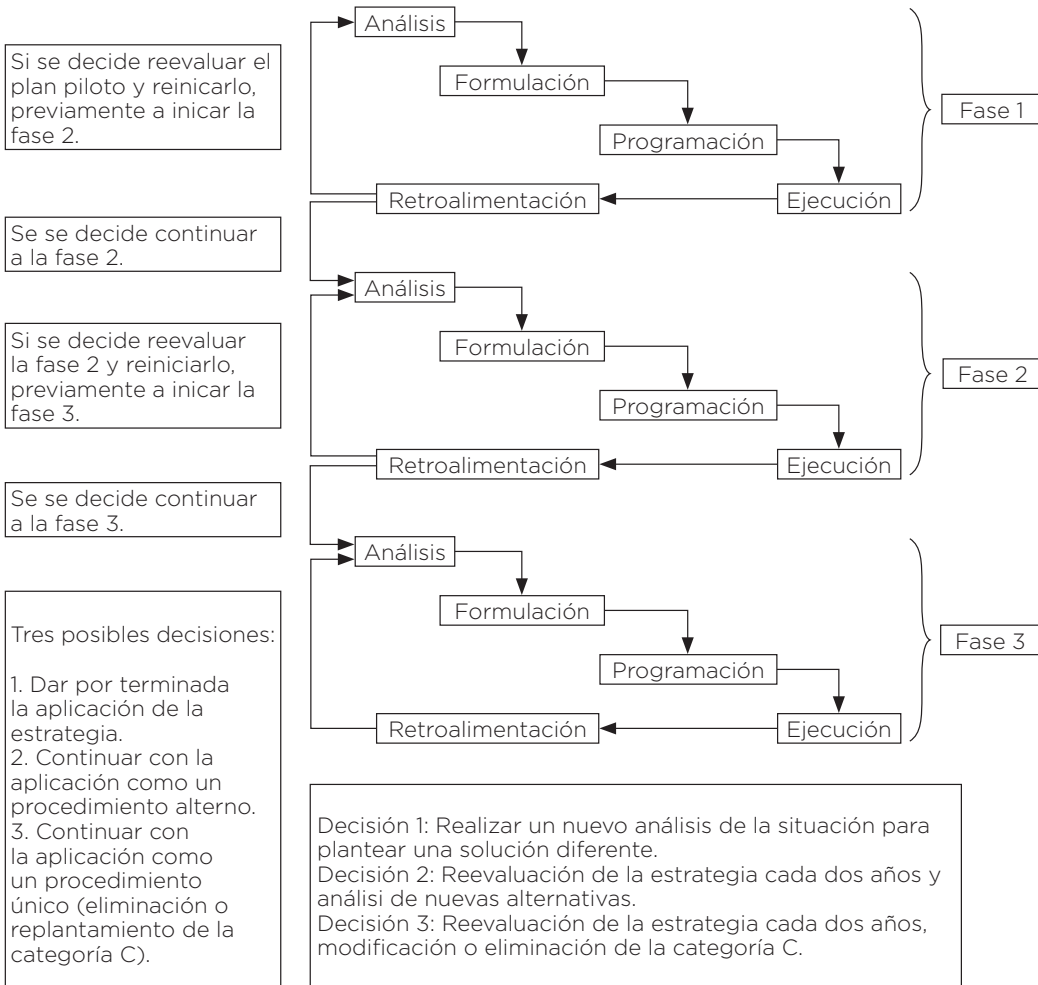 Análisis
Formulación
Programación
Ejecución
Retroalimentación
Fase 1
Si se decide reevaluar el
plan piloto y reinicarlo,
previamente a inicar la
fase 2.
Se se decide continuar
a la fase 2.
Análisis
Formulación
Programación
Ejecución
Retroalimentación
Fase 2
Si se decide reevaluar
la fase 2 y reiniciarlo,
previamente a inicar la
fase 3.
Se se decide continuar
a la fase 3.
Análisis
Formulación
Programación
Ejecución
Retroalimentación
Fase 3
Tres posibles decisiones:
1. Dar por terminada
la aplicación de la
estrategia.
2. Continuar con la
aplicación como un
procedimiento alterno.
3. Continuar con
la aplicación como
un procedimiento
único (eliminación o
replantamiento de la
categoría C).
Decisión 1: Realizar un nuevo análisis de la situación para
plantear una solución diferente.
Decisión 2: Reevaluación de la estrategia cada dos años y
análisi de nuevas alternativas.
Decisión 3: Reevaluación de la estrategia cada dos años,
modificación o eliminación de la categoría C.